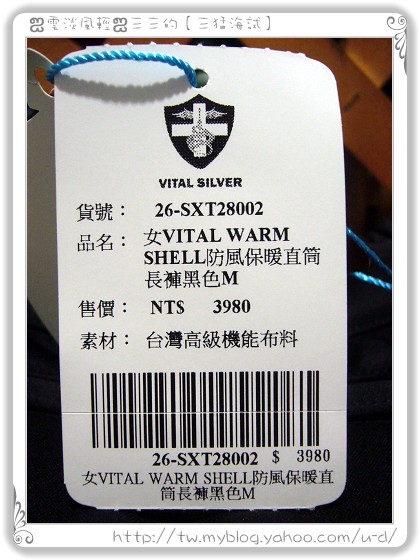 雲淡風輕 三三的【三猛海試】
VITAL SILVER
貨號： 26-SXT28002
品名： 女VITAL WARM
SHELL防風保暖直筒
長褲黑色M
售價： NT$ 3980
素材： 台灣高級機能布料
26-SXT28002 $ 3980
女VITAL WARM SHELL防風保暖直
筒長褲黑色M
http://tw.myblog.yahoo.com/u-d/